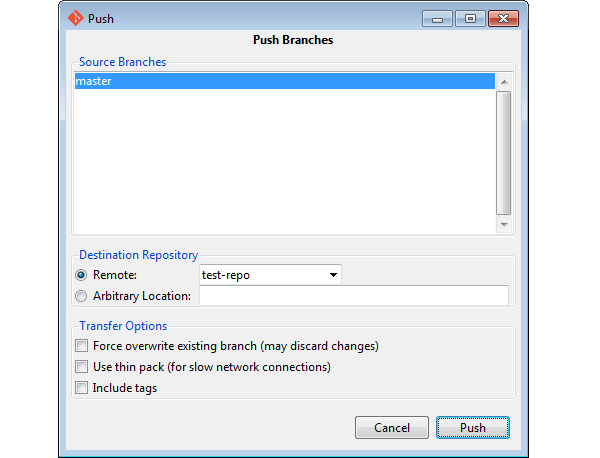 Push
Push Branches
Source Branches
master
Destination Repository
Remote: test-repo
Arbitrary Location:
Transfer Options
Force overwrite existing branch (may discard changes)
Use thin pack (for slow network connections)
Include tags
Cancel Push